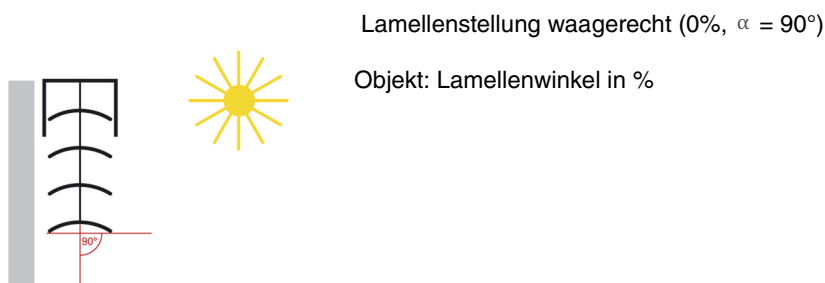 Lamellenstellung waagerecht (0%, α = 90°)
Objekt: Lamellenwinkel in %
90°